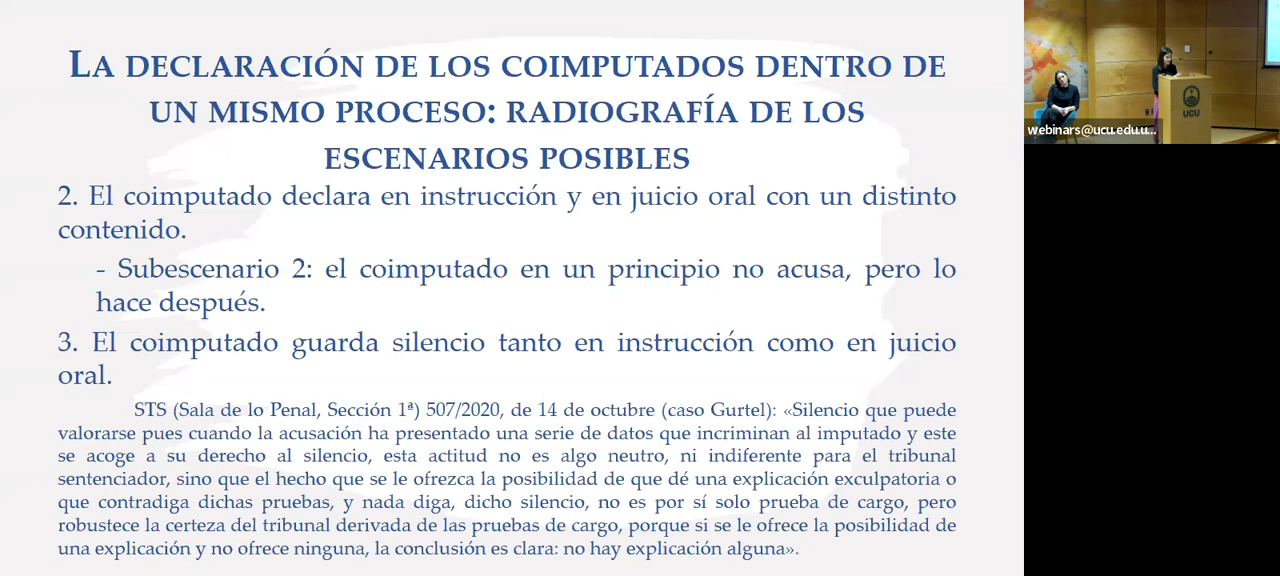 LA DECLARACIÓN DE LOS COIMPUTADOS DENTRO DE
UN MISMO PROCESO: RADIOGRAFÍA DE LOS
ESCENARIOS POSIBLES
2. El coimputado declara en instrucción y en juicio oral con un distinto
contenido.
- Subescenario 2: el coimputado en un principio no acusa, pero lo
hace después.
3. El coimputado guarda silencio tanto en instrucción como en juicio
oral.
STS (Sala de lo Penal, Sección 1ª) 507/2020, de 14 de octubre (caso Gurtel): «Silencio que puede
valorarse pues cuando la acusación ha presentado una serie de datos que incriminan al imputado y este
se acoge a su derecho al silencio, esta actitud no es algo neutro, ni indiferente para el tribunal
sentenciador, sino que el hecho que se le ofrezca la posibilidad de que dé una explicación exculpatoria o
que contradiga dichas pruebas, y nada diga, dicho silencio, no es por sí solo prueba de cargo, pero
robustece la certeza del tribunal derivada de las pruebas de cargo, porque si se le ofrece la posibilidad de
una explicación y no ofrece ninguna, la conclusión es clara: no hay explicación alguna».
UCU
webinars@ucu.edu.u...